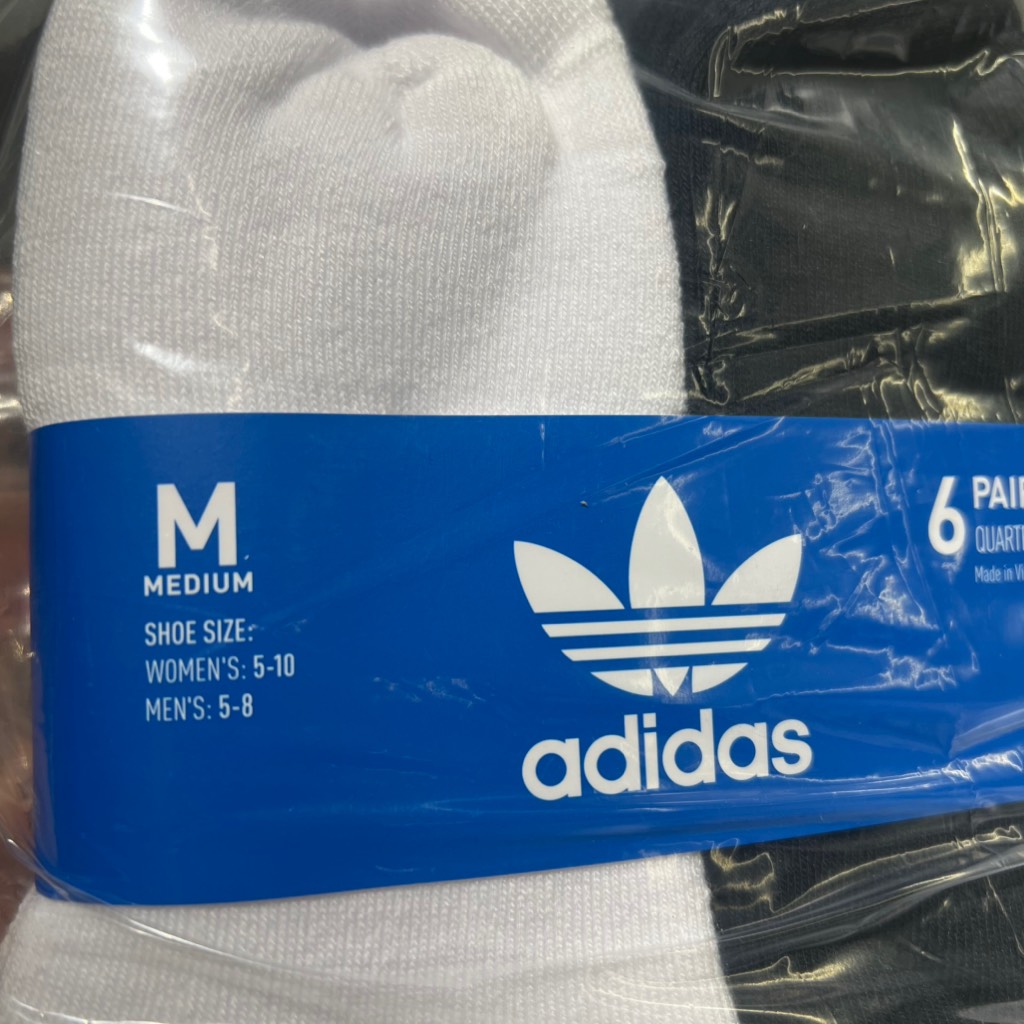 M
MEDIUM
SHOE SIZE:
WOMEN'S: 5-10
MEN'S: 5-8
adidas
6
Made in